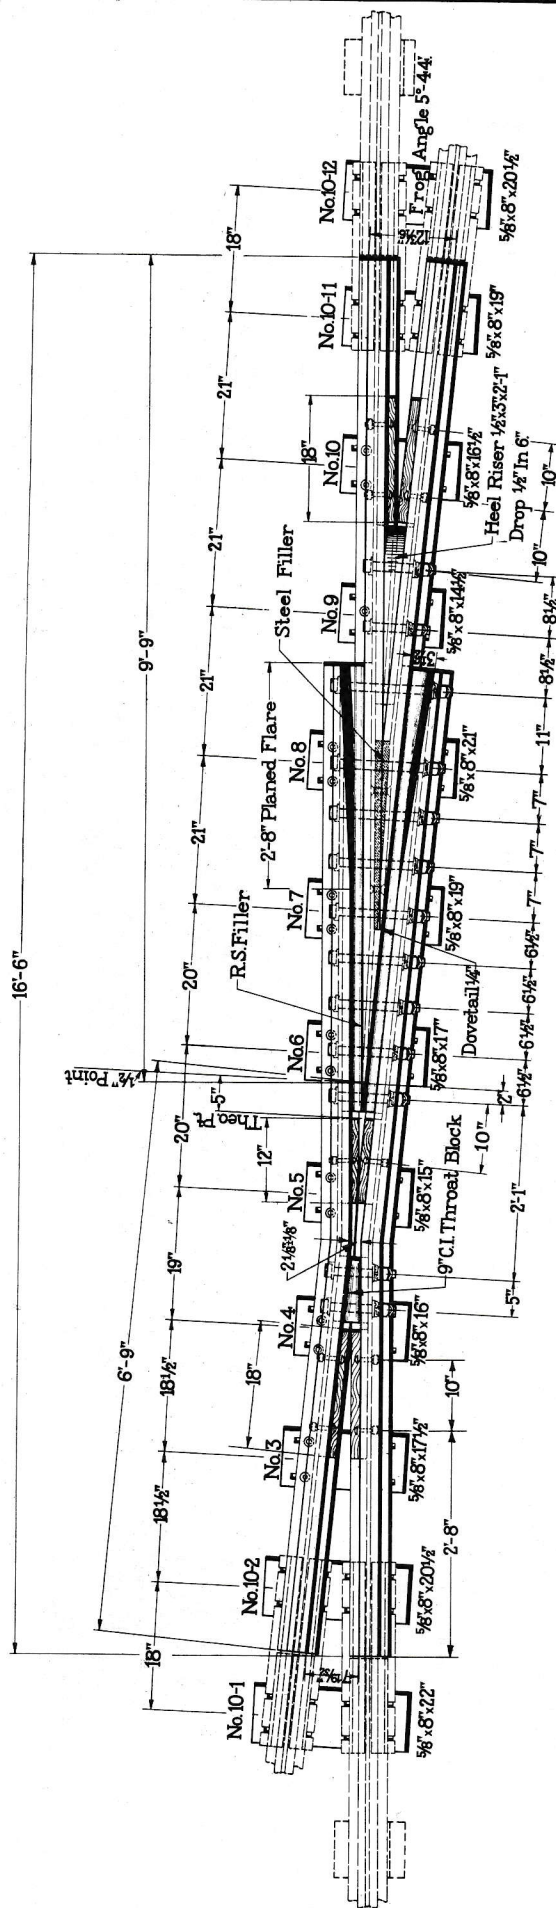 16'-6"
9'-9"
6'-9"
½" Point
18"
18½"
18½"
19"
20"
20"
21"
21"
21"
21"
18"
5"
Theo. Pt.
12"
2'-8" Planed Flare
R.S. Filler
Steel Filler
18"
18"
No.10-1
No.10-2
No.3
No.4
No.5
No.6
No.7
No.8
No.9
No.10
No.10-11
No.10-12
Frog Angle 5°-44'
Heel Riser ½"x3"x2'-1"
Drop ½" In 6"
Dovetail ¼"
9" C.I. Throat Block
⅝"x8"x22"
⅝"x8"x20½"
⅝"x8"x17½"
⅝"x8"x16"
⅝"x8"x15"
⅝"x8"x17"
⅝"x8"x19"
⅝"x8"x21"
⅝"x8"x14½"
⅝"x8"x16½"
⅝"x8"x19"
⅝"x8"x20½"
2'-8"
10"
5"
2'-1"
10"
2"
6½"
6½"
6½"
6½"
7"
7"
7"
11"
8½"
8½"
10"
10"